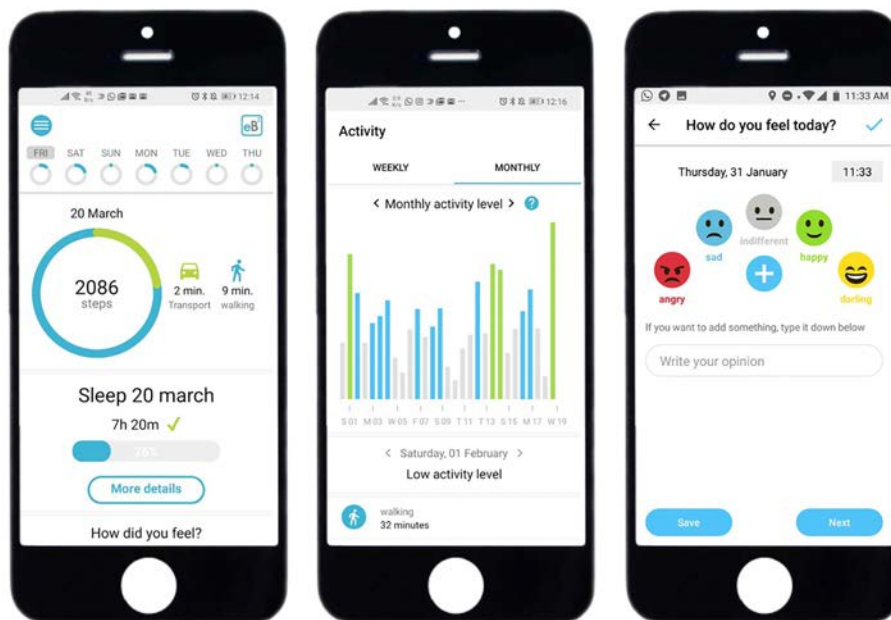 12:14
eB
FRI SAT SUN MON TUE WED THU
20 March
2086
steps
2 min.
Transport
9 min.
walking
Sleep 20 march
7h 20m
26%
More details
How did you feel?
12:16
Activity
WEEKLY MONTHLY
Monthly activity level
?
S 01 M 03 W 05 F 07 S 09 T 11 T 13 S 15 M 17 W 19
Saturday, 01 February
Low activity level
walking
32 minutes
11:33 AM
How do you feel today?
Thursday, 31 January 11:33
angry
sad
indifferent
happy
darling
If you want to add something, type it down below
Write your opinion
Save Next